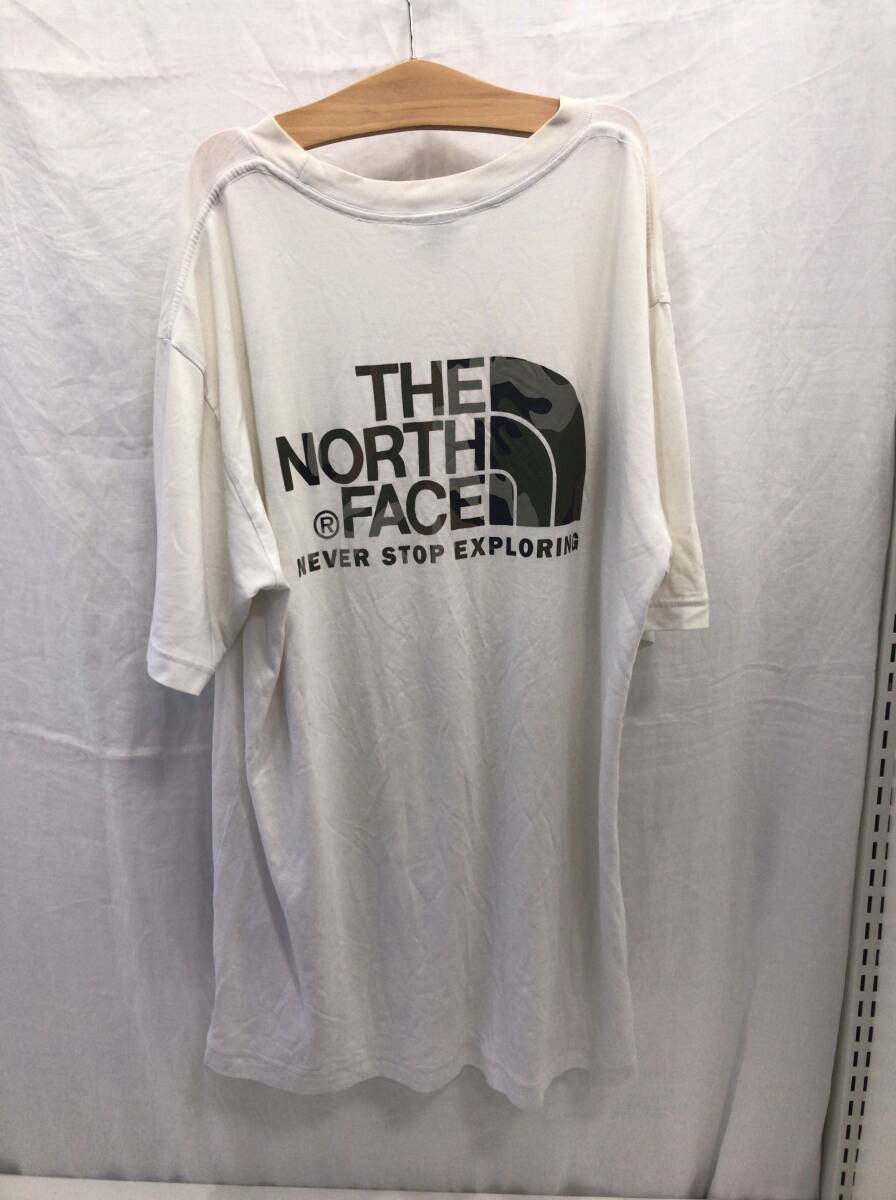 THE
NORTH
®FACE
NEVER STOP EXPLORING